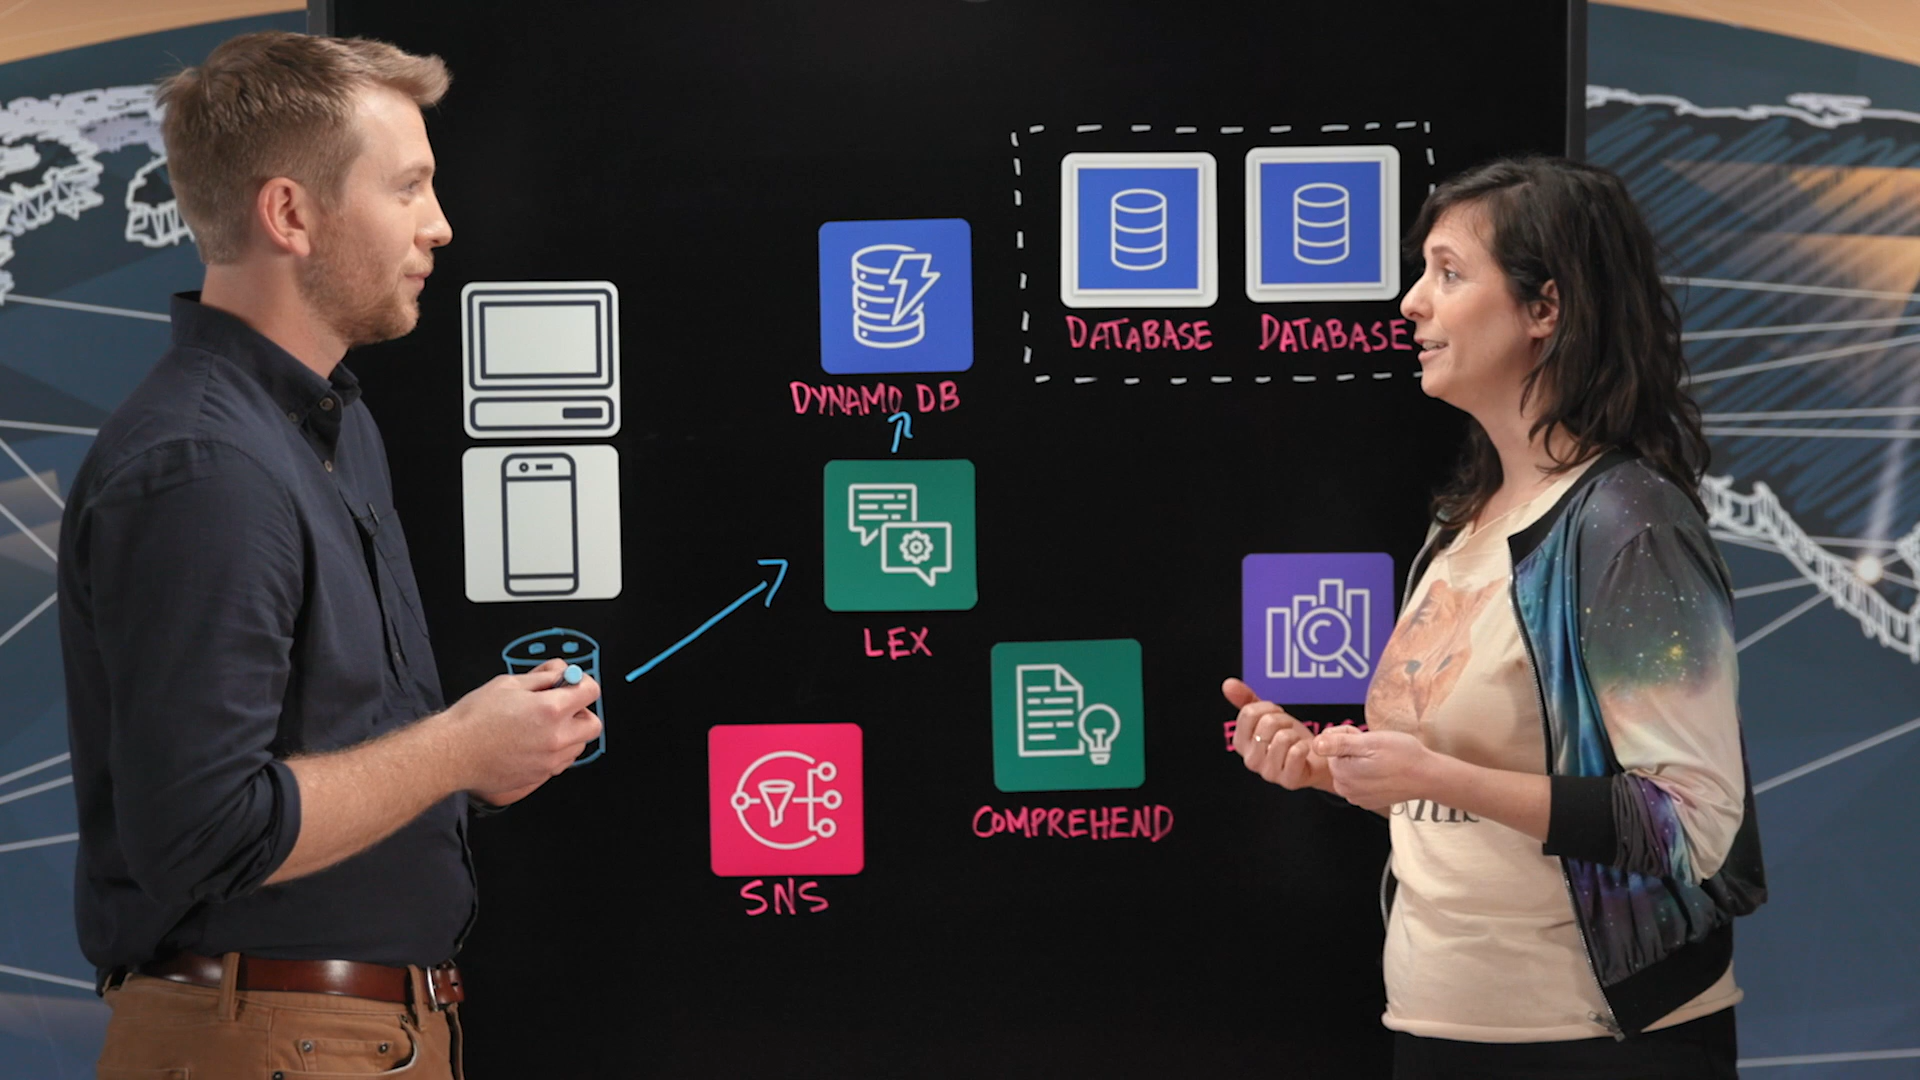 DATABASE
DATABASE
DYNAMO DB
LEX
COMPREHEND
SNS